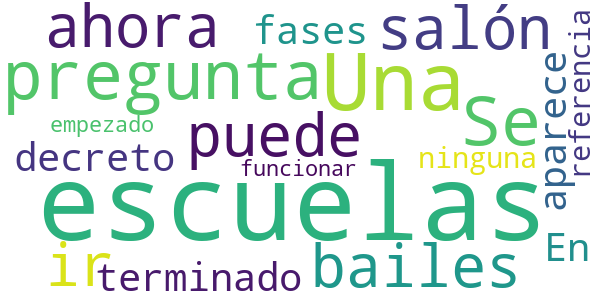 ahora fases salón referencia
pregunta Una Se aparece
empezado puede
decreto funcionar ninguna
escuelas En
ir terminado bailes